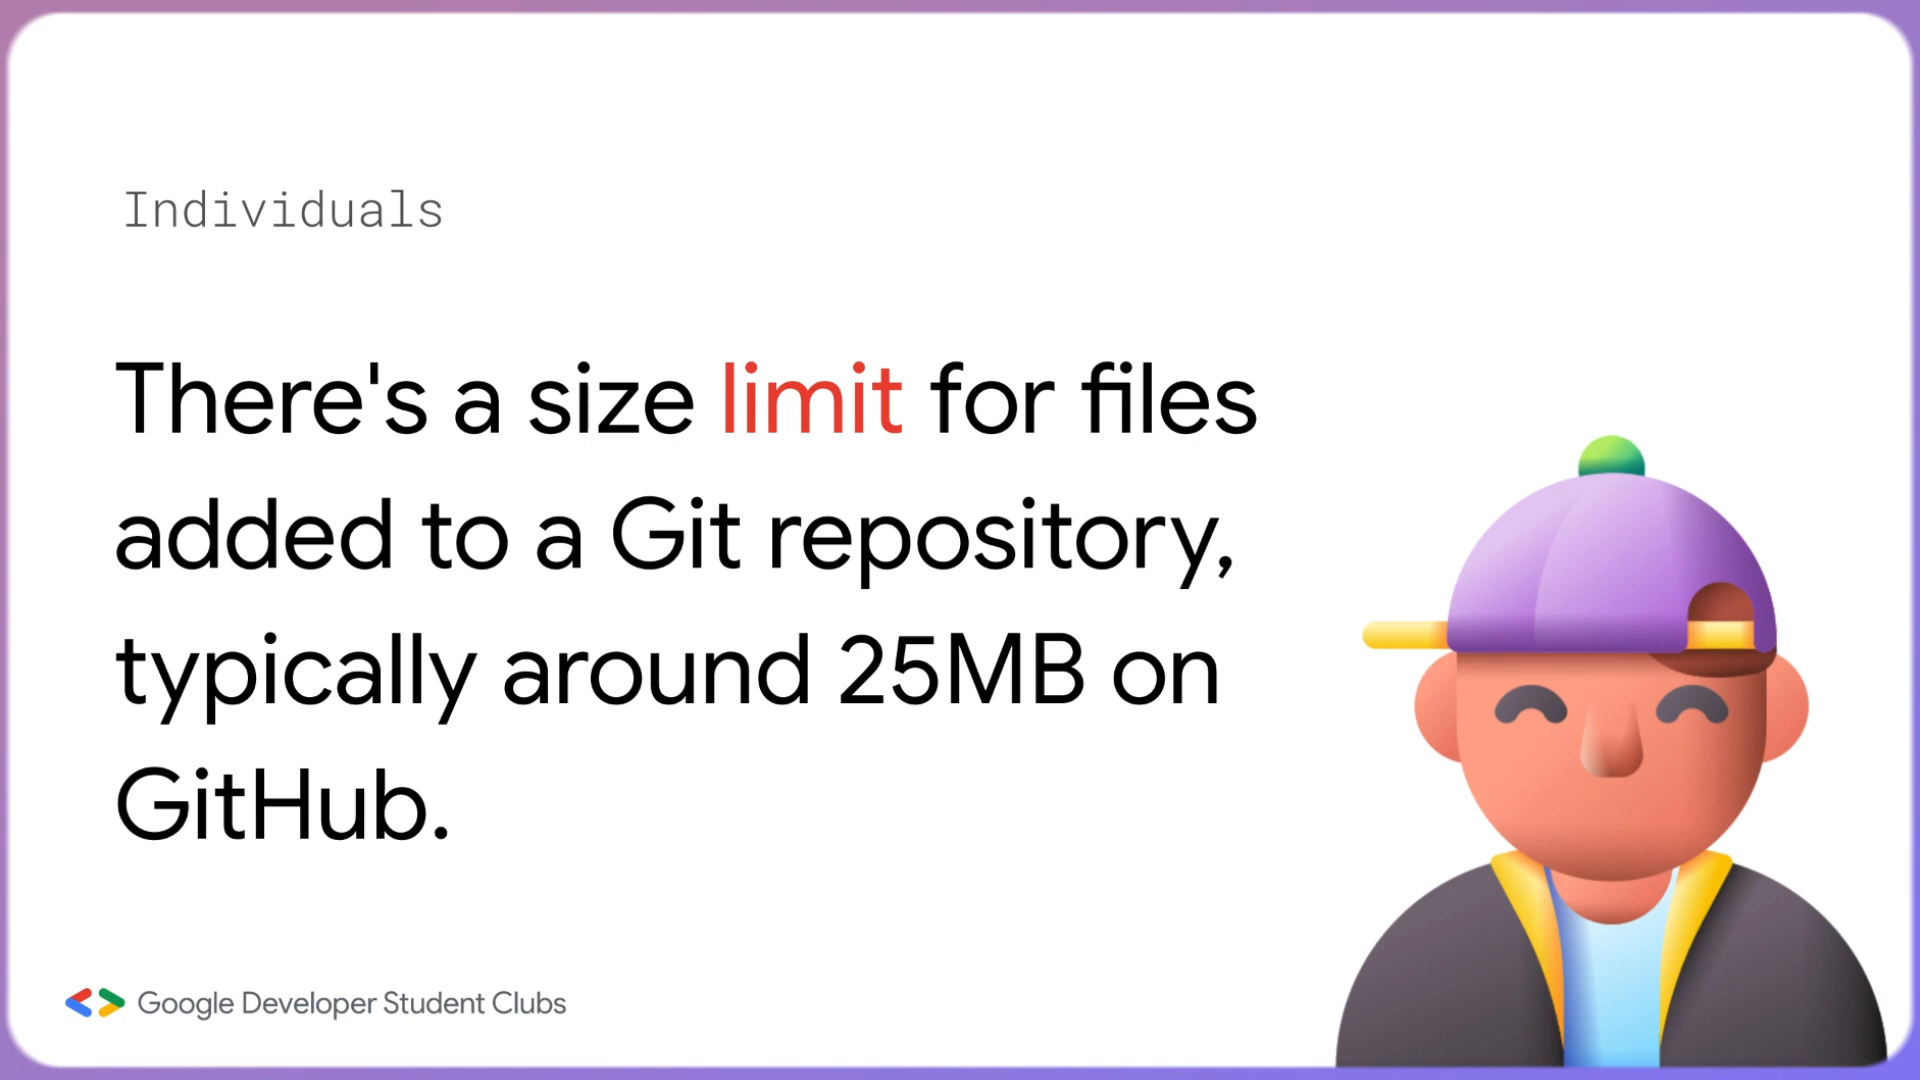 Individuals
There's a size limit for files
added to a Git repository,
typically around 25MB on
GitHub.
Google Developer Student Clubs